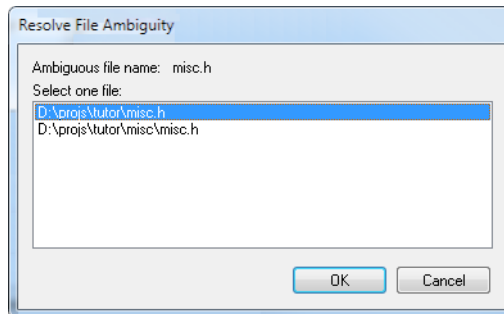 Resolve File Ambiguity
Ambiguous file name: misc.h
Select one file:
D:\projs\tutor\misc.h
D:\projs\tutor\misc\misc.h
OK Cancel